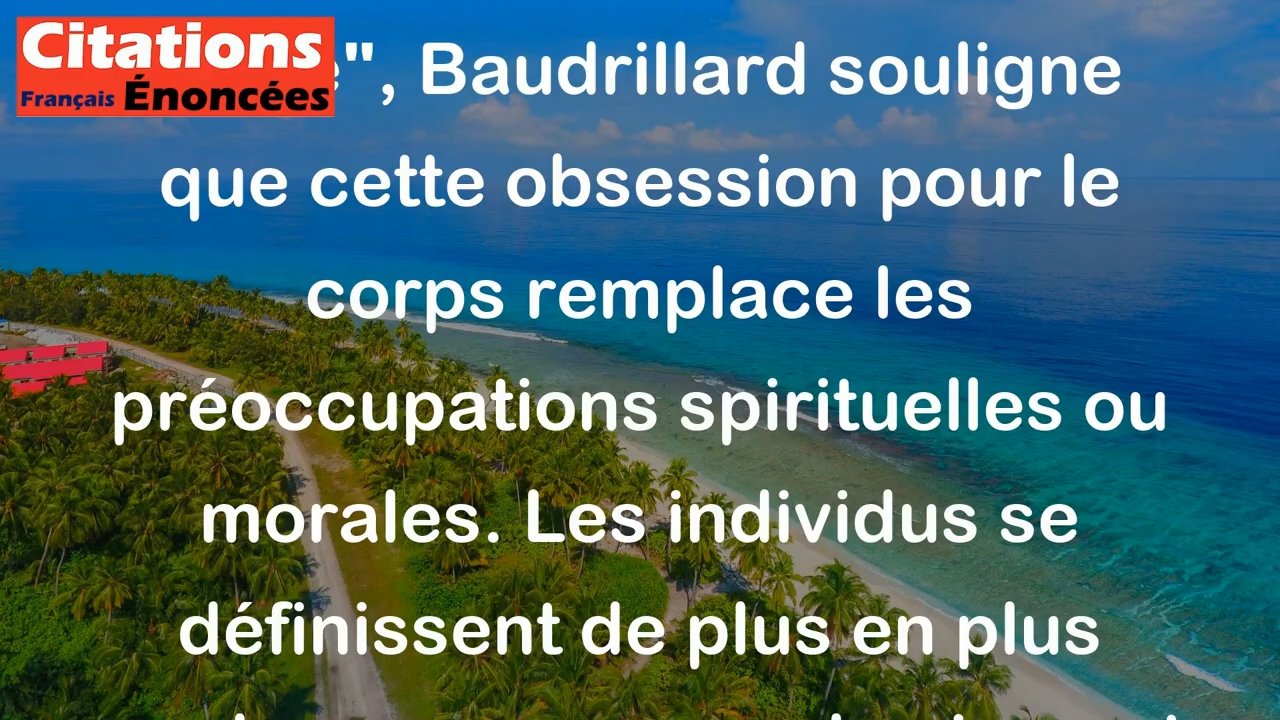 Citations
Français Énoncées
", Baudrillard souligne
que cette obsession pour le
corps remplace les
préoccupations spirituelles ou
morales. Les individus se
définissent de plus en plus